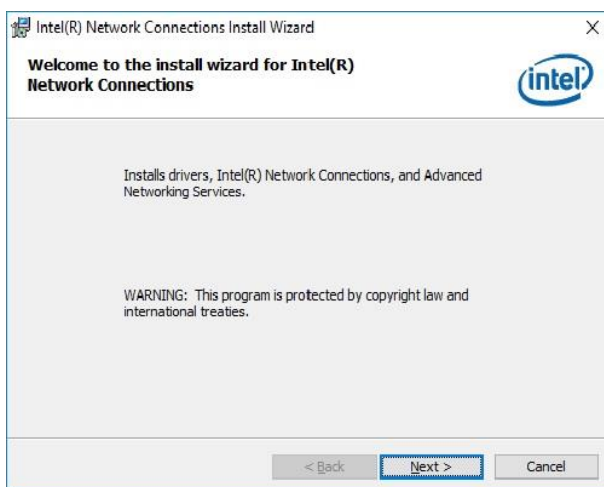 Intel(R) Network Connections Install Wizard
Welcome to the install wizard for Intel(R)
Network Connections
intel
Installs drivers, Intel(R) Network Connections, and Advanced
Networking Services.
WARNING: This program is protected by copyright law and
international treaties.
< Back
Next >
Cancel